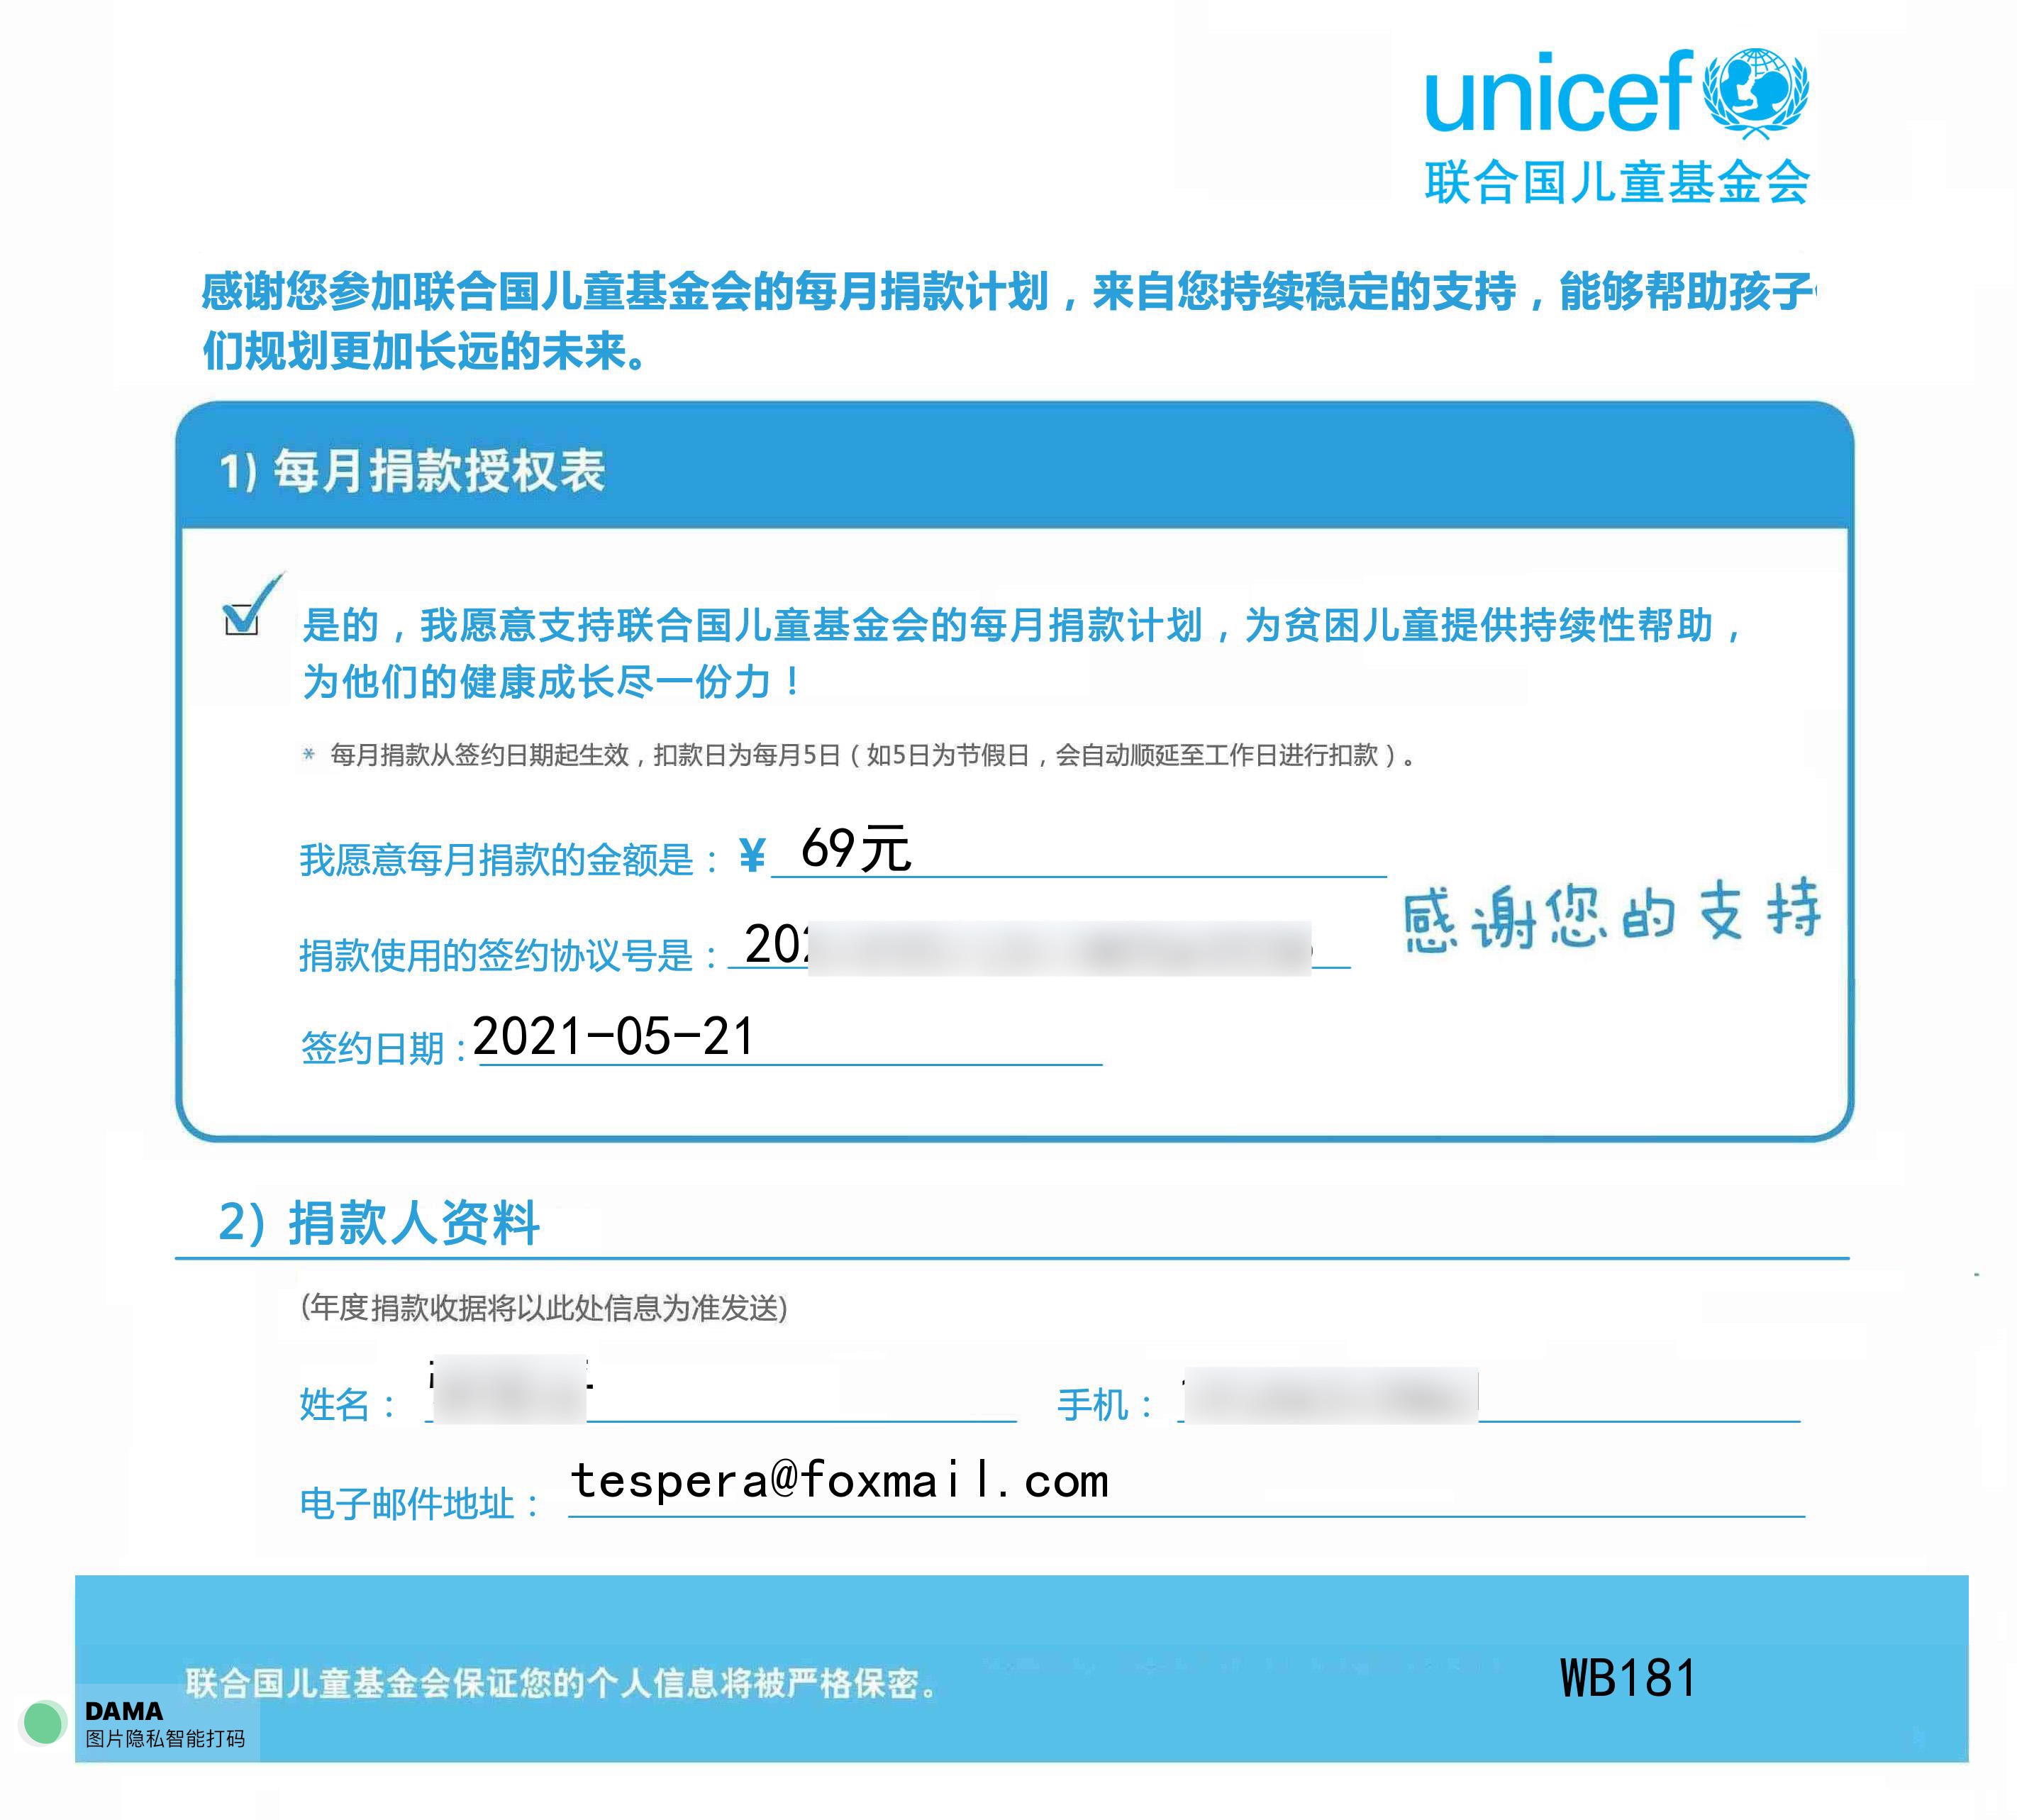 unicef
联合国儿童基金会
感谢您参加联合国儿童基金会的每月捐款计划，来自您持续稳定的支持，能够帮助孩子
们规划更加长远的未来。
1) 每月捐款授权表
是的，我愿意支持联合国儿童基金会的每月捐款计划，为贫困儿童提供持续性帮助，
为他们的健康成长尽一份力！
* 每月捐款从签约日期起生效，扣款日为每月5日（如5日为节假日，会自动顺延至工作日进行扣款）。
我愿意每月捐款的金额是：¥ 69元
捐款使用的签约协议号是： 20
感谢您的支持
签约日期：2021-05-21
2) 捐款人资料
(年度捐款收据将以此处信息为准发送)
姓名： 手机：
电子邮件地址： tespera@foxmail.com
联合国儿童基金会保证您的个人信息将被严格保密。 WB181
DAMA
图片隐私智能打码